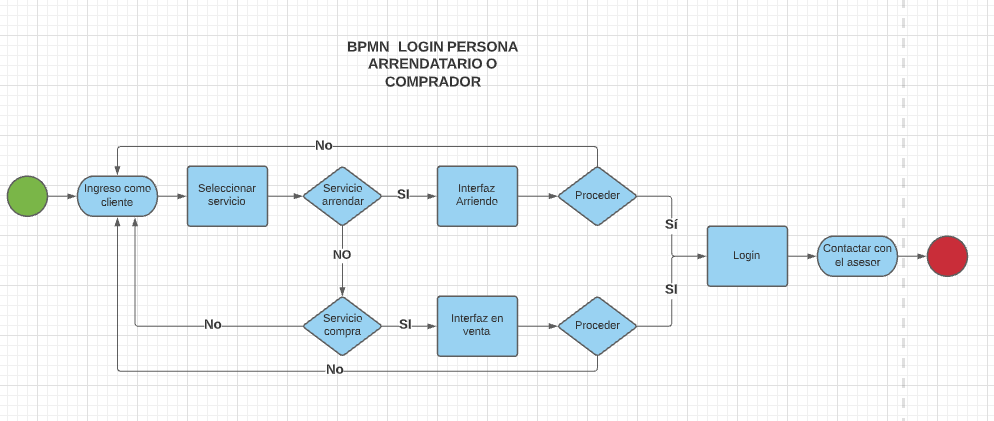 BPMN LOGIN PERSONA
ARRENDATARIO O
COMPRADOR
No
Ingreso como
cliente
Seleccionar
servicio
Servicio
arrendar
SI
Interfaz
Arriendo
Proceder
Sí
NO
Login
Contactar con
el asesor
SI
Servicio
compra
No
SI
Interfaz en
venta
Proceder
No